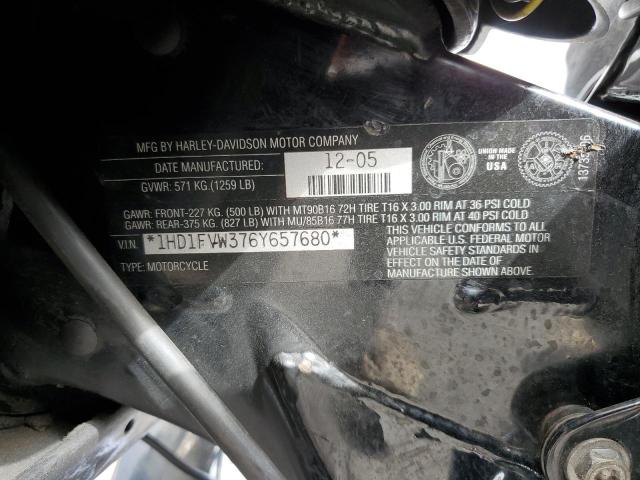 MFG BY HARLEY-DAVIDSON MOTOR COMPANY
DATE MANUFACTURED: 12-05
GVWR: 571 KG (1259 LB)
UNION MADE IN THE USA
GAWR: FRONT-227 KG. (500 LB) WITH MT90B16 72H TIRE T16 X 3.00 RIM AT 36 PSI COLD
GAWR: REAR-375 KG. (827 LB) WITH MU/85B16 77H TIRE T16 X 3.00 RIM AT 40 PSI COLD
V.I.N. *1HD1FVW376Y657680*
TYPE: MOTORCYCLE
THIS VEHICLE CONFORMS TO ALL
APPLICABLE U.S. FEDERAL MOTOR
VEHICLE SAFETY STANDARDS IN
EFFECT ON THE DATE OF
MANUFACTURE SHOWN ABOVE.